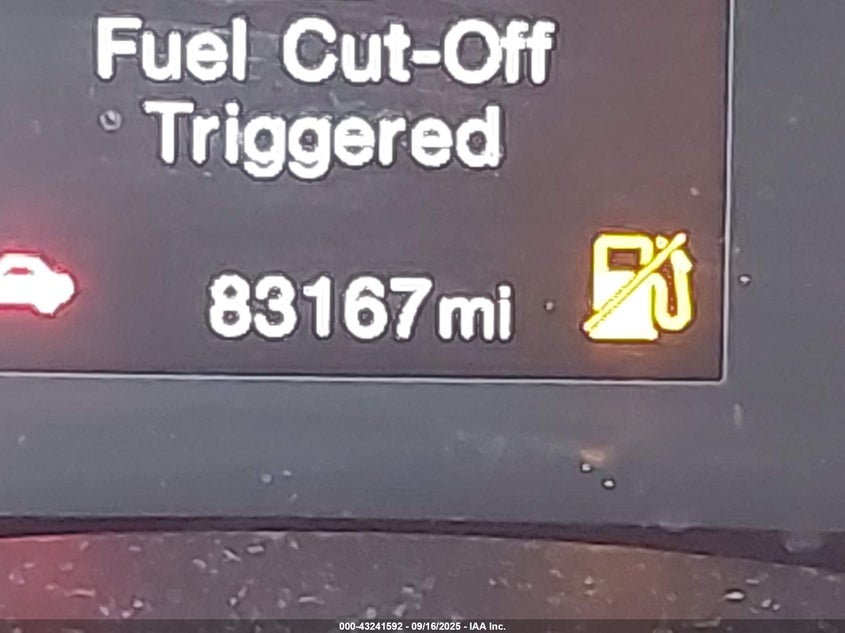 Fuel Cut-Off
Triggered
83167mi
000-43241592 - 09/16/2025 - IAA Inc.